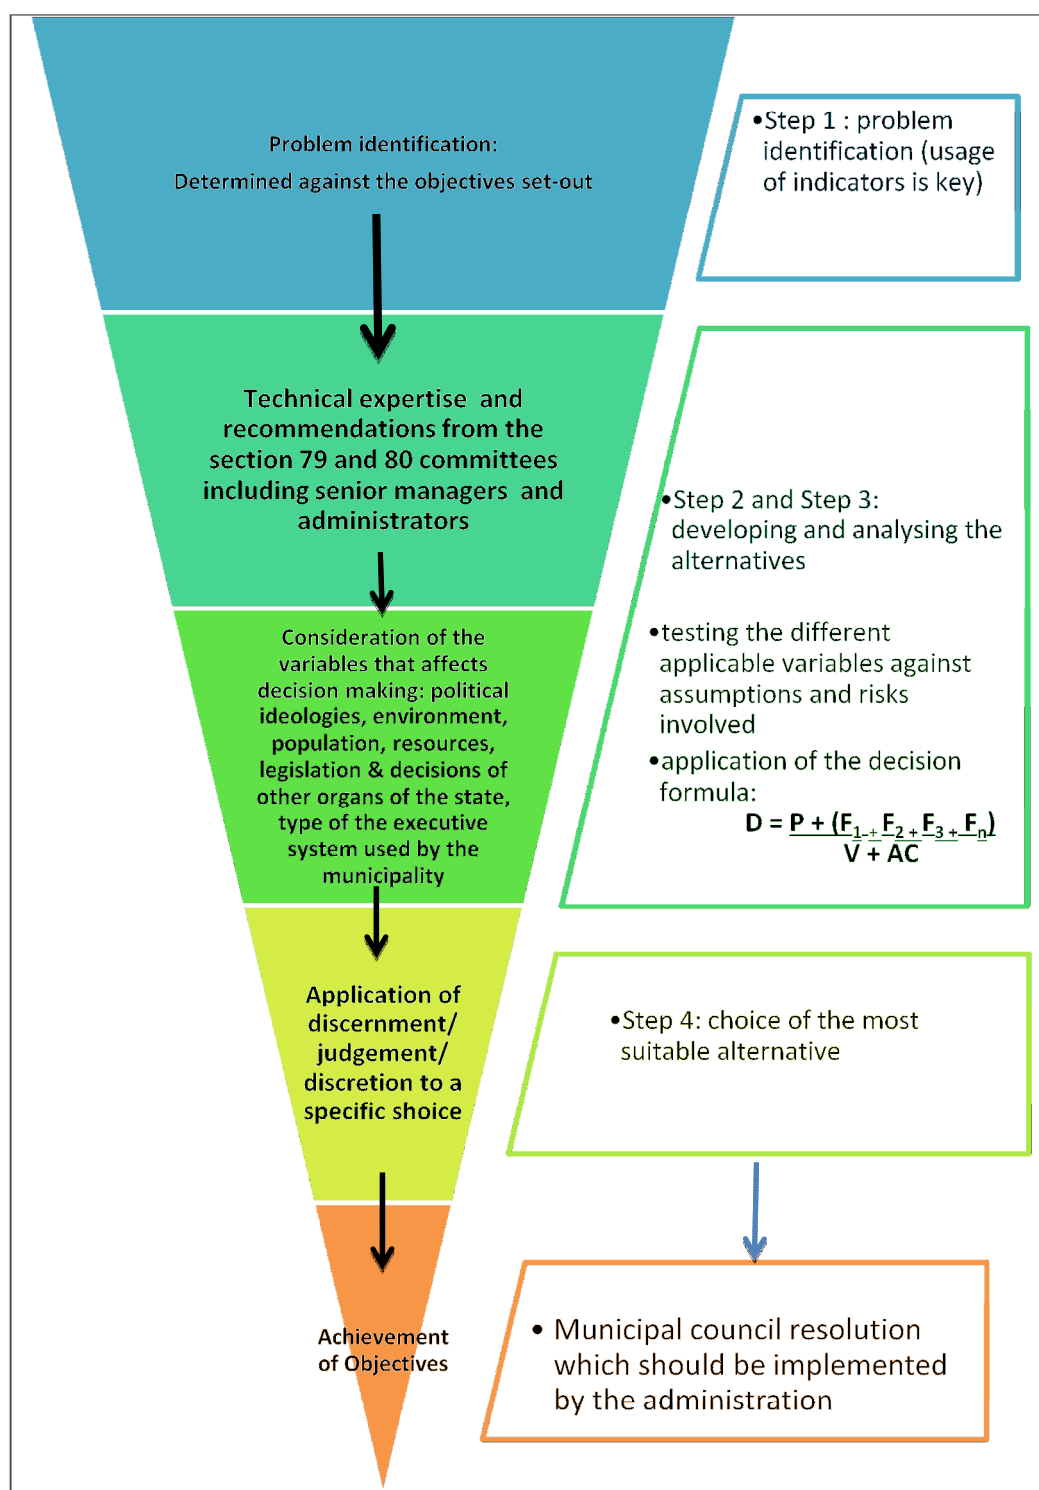 Problem identification:
Determined against the objectives set-out
•Step 1 : problem
identification (usage
of indicators is key)
Technical expertise and
recommendations from the
section 79 and 80 committees
including senior managers and
administrators
•Step 2 and Step 3:
developing and analysing the
alternatives
•testing the different
applicable variables against
assumptions and risks
involved
•application of the decision
formula:
D = P + (F1 + F2 + F3 + Fn)
V + AC
Consideration of the
variables that affects
decision making: political
ideologies, environment,
population, resources,
legislation & decisions of
other organs of the state,
type of the executive
system used by the
municipality
Application of
discernment/
judgement/
discretion to a
specific shoice
•Step 4: choice of the most
suitable alternative
Achievement
of Objectives
• Municipal council resolution
which should be implemented
by the administration